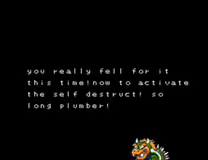 you really fell for it
this time!now to activate
the self destruct! so
long plumber!